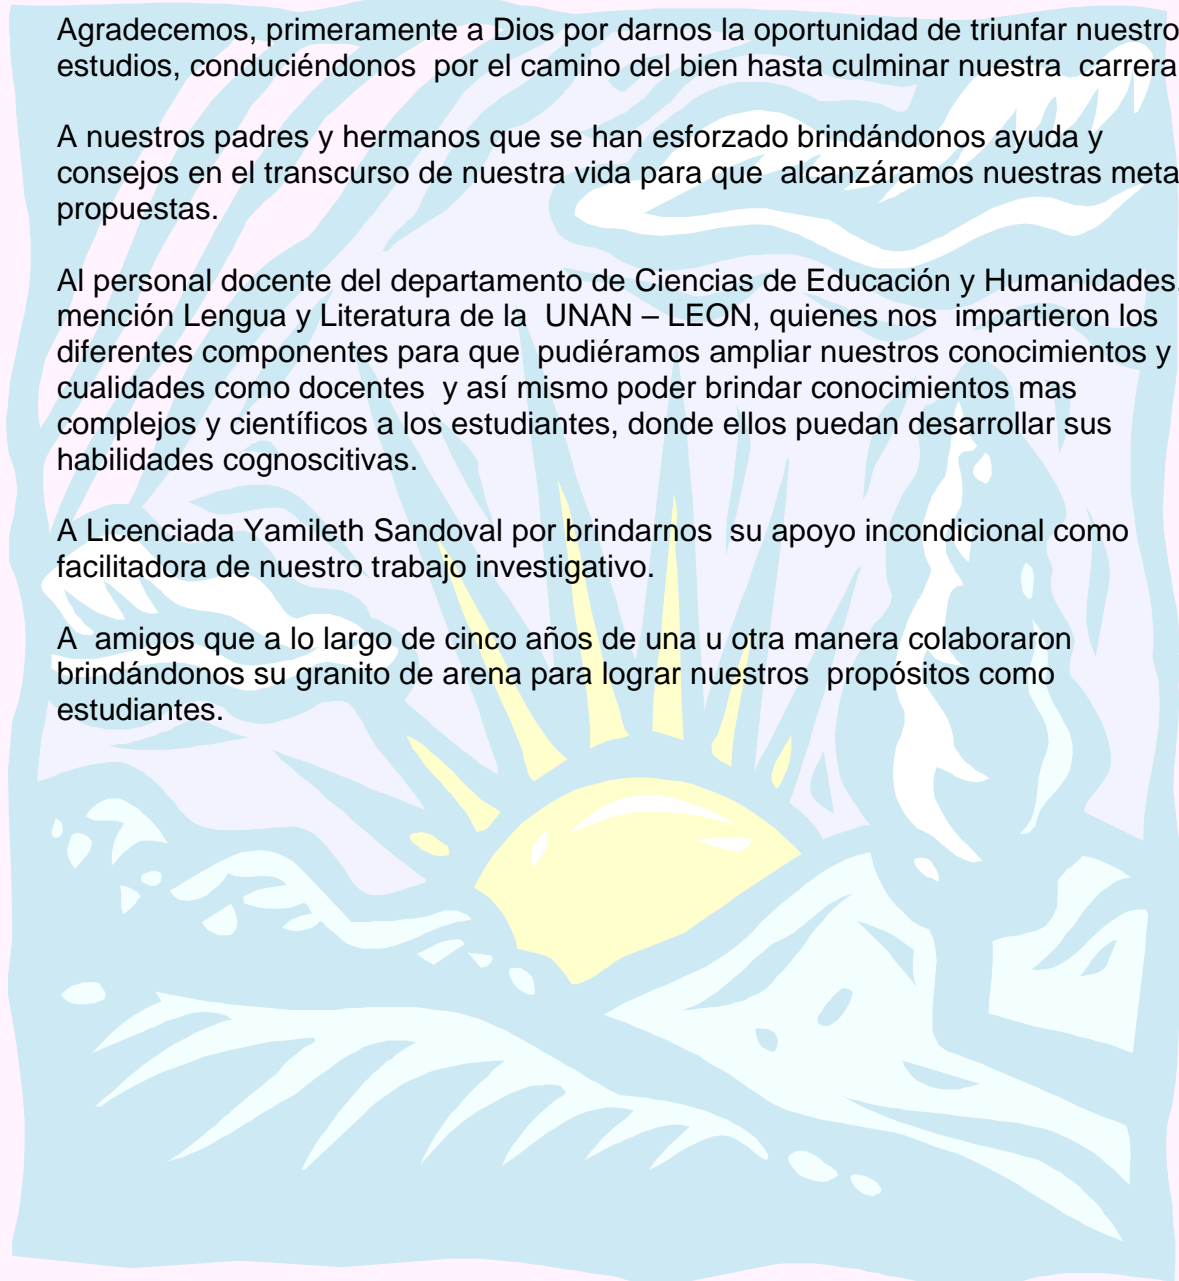 Agradecemos, primeramente a Dios por darnos la oportunidad de triunfar nuestro
estudios, conduciéndonos por el camino del bien hasta culminar nuestra carrera
A nuestros padres y hermanos que se han esforzado brindándonos ayuda y
consejos en el transcurso de nuestra vida para que alcanzáramos nuestras meta
propuestas.
Al personal docente del departamento de Ciencias de Educación y Humanidades,
mención Lengua y Literatura de la UNAN – LEON, quienes nos impartieron los
diferentes componentes para que pudiéramos ampliar nuestros conocimientos y
cualidades como docentes y así mismo poder brindar conocimientos mas
complejos y científicos a los estudiantes, donde ellos puedan desarrollar sus
habilidades cognoscitivas.
A Licenciada Yamileth Sandoval por brindarnos su apoyo incondicional como
facilitadora de nuestro trabajo investigativo.
A amigos que a lo largo de cinco años de una u otra manera colaboraron
brindándonos su granito de arena para lograr nuestros propósitos como
estudiantes.